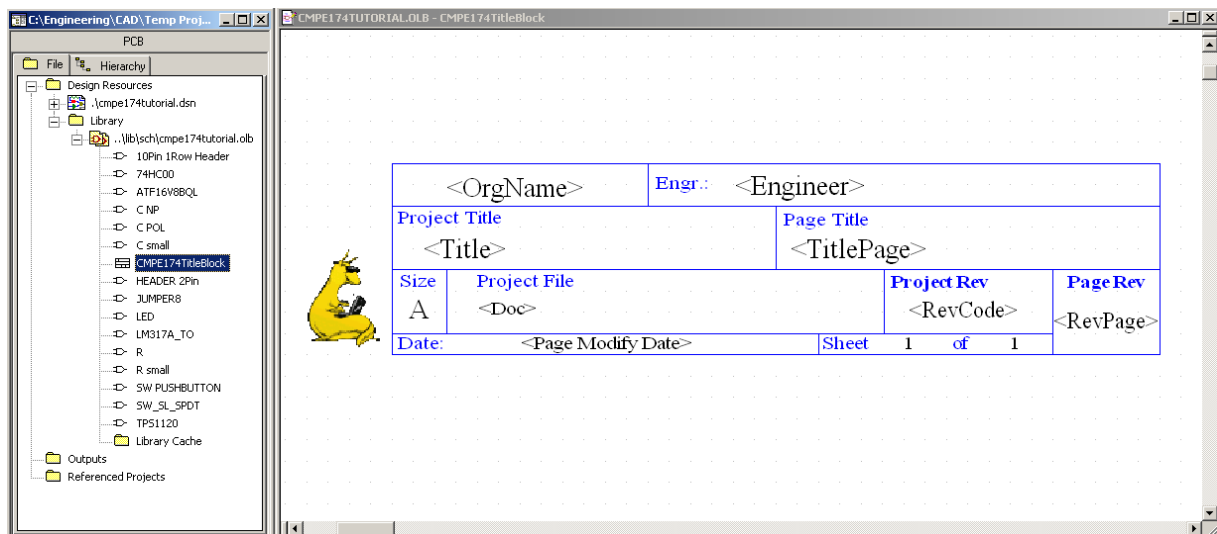 C:\Engineering\CAD\Temp Proj...
PCB
File Hierarchy
Design Resources
.\cmpe174tutorial.dsn
Library
..\lib\sch\cmpe174tutorial.olb
10Pin 1Row Header
74HC00
ATF16V8BQL
C NP
C POL
C small
CMPE174TitleBlock
HEADER 2Pin
JUMPER8
LED
LM317A_TO
R
R small
SW PUSHBUTTON
SW_SL_SPDT
TPS1120
Library Cache
Outputs
Referenced Projects
CMPE174TUTORIAL.OLB - CMPE174TitleBlock
<OrgName> Engr.: <Engineer>
Project Title Page Title
<Title> <TitlePage>
Size Project File Project Rev Page Rev
A <Doc> <RevCode> <RevPage>
Date: <Page Modify Date> Sheet 1 of 1